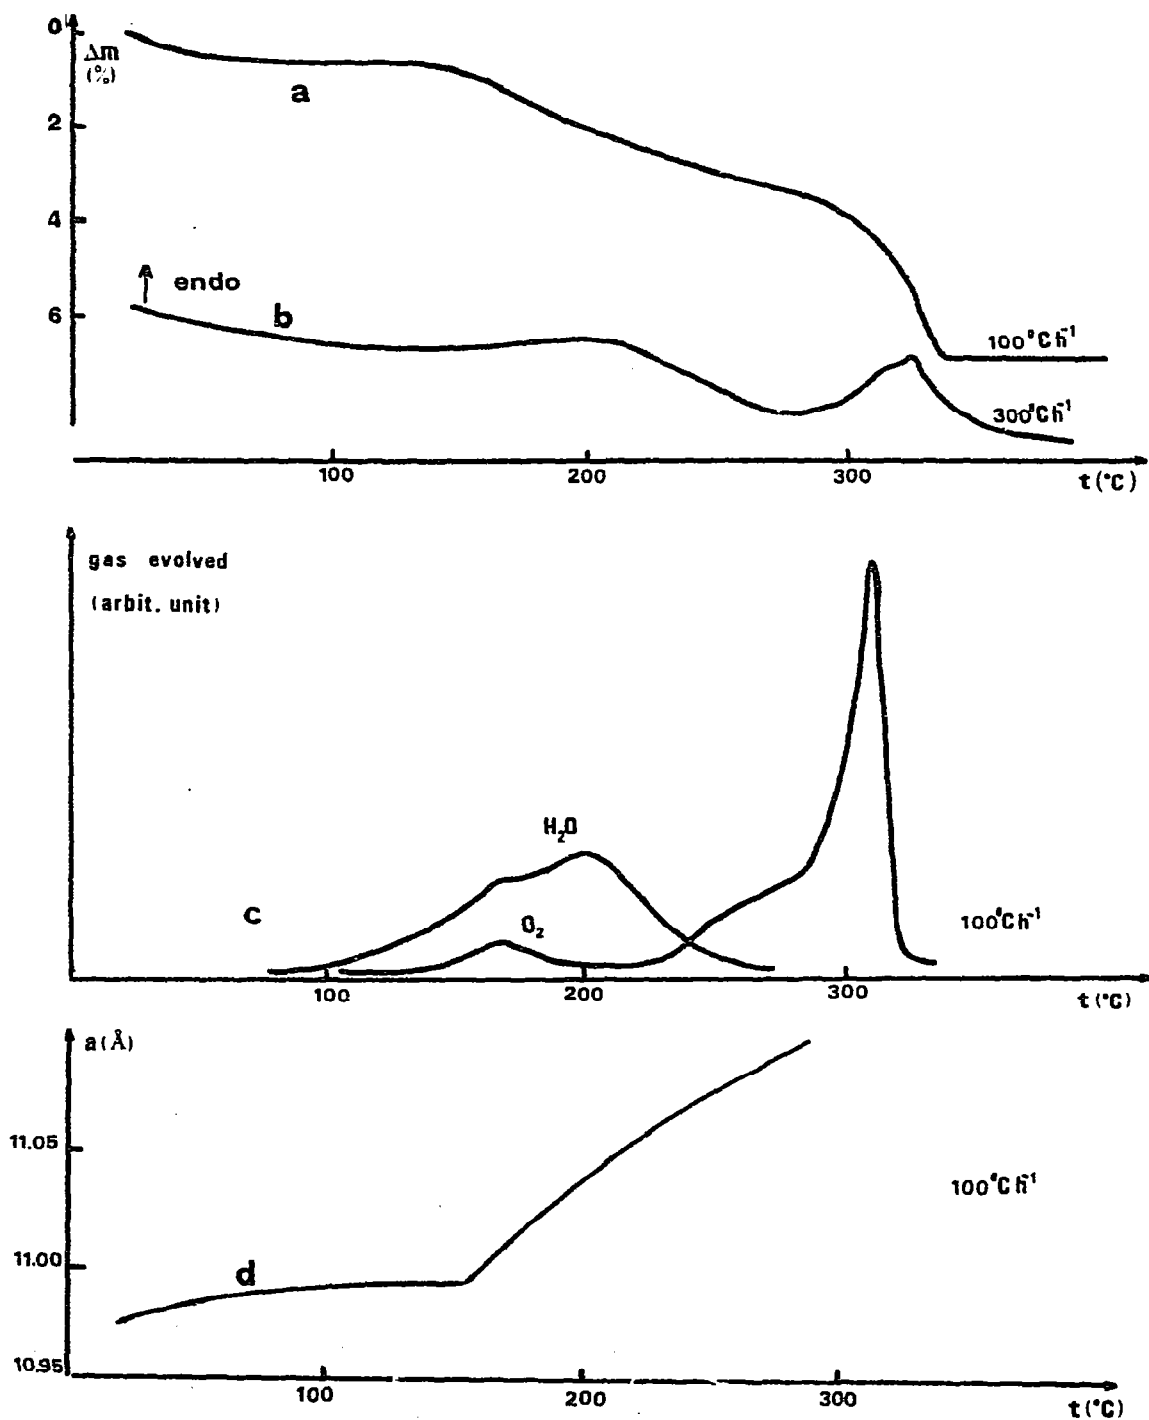 0
Δm
(%)
a
2
4
endo
b
6
100°C h⁻¹
300°C h⁻¹
100
200
300
t (°C)
gas evolved
(arbit. unit)
H₂O
c
O₂
100°C h⁻¹
100
200
300
t (°C)
a (Å)
11.05
100°C h⁻¹
11.00
d
10.95
100
200
300
t (°C)